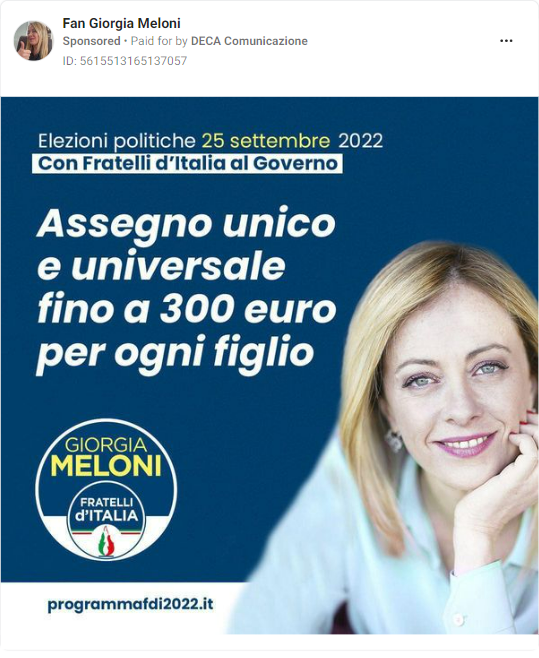 Fan Giorgia Meloni
Sponsored • Paid for by DECA Comunicazione
ID: 5615513165137057
Elezioni politiche 25 settembre 2022
Con Fratelli d'Italia al Governo
Assegno unico
e universale
fino a 300 euro
per ogni figlio
GIORGIA
MELONI
FRATELLI
d'ITALIA
programmafdi2022.it